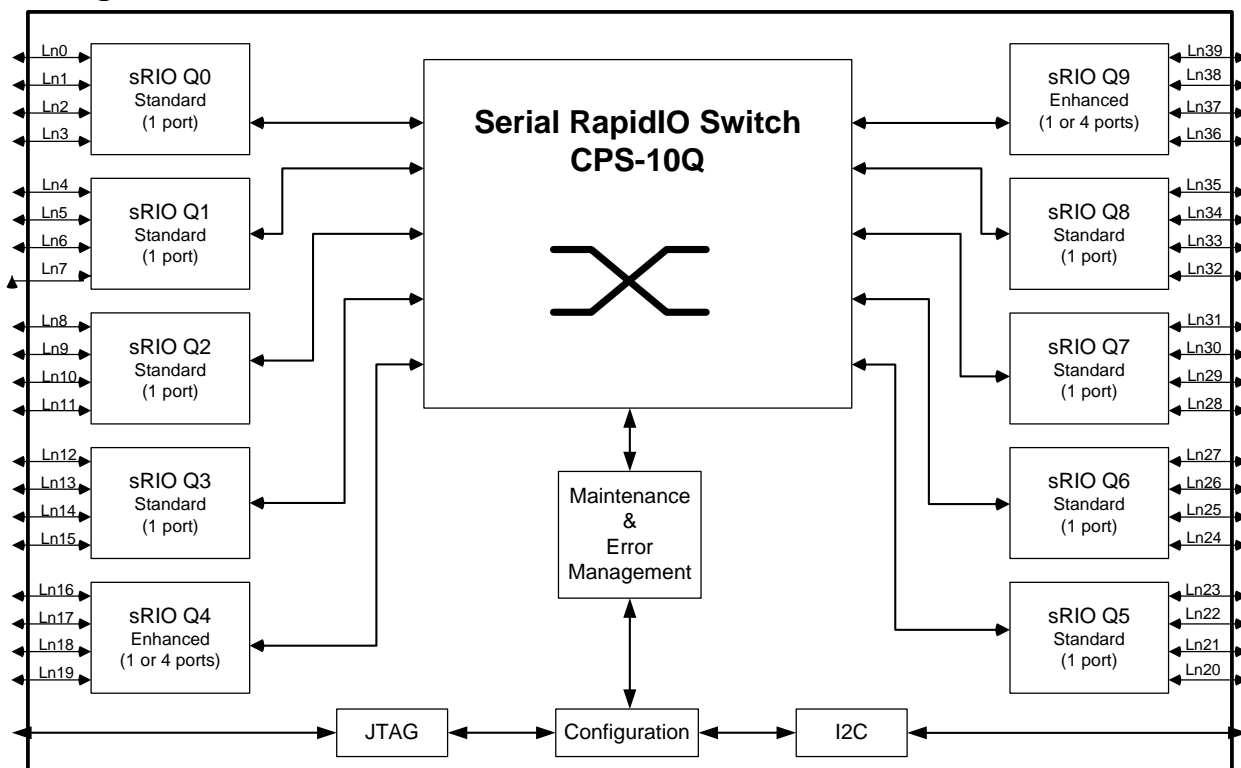 Ln0
Ln1
Ln2
Ln3
sRIO Q0
Standard
(1 port)
Ln4
Ln5
Ln6
Ln7
sRIO Q1
Standard
(1 port)
Ln8
Ln9
Ln10
Ln11
sRIO Q2
Standard
(1 port)
Ln12
Ln13
Ln14
Ln15
sRIO Q3
Standard
(1 port)
Ln16
Ln17
Ln18
Ln19
sRIO Q4
Enhanced
(1 or 4 ports)
Serial RapidIO Switch
CPS-10Q
Maintenance
&
Error
Management
JTAG
Configuration
I2C
sRIO Q9
Enhanced
(1 or 4 ports)
Ln39
Ln38
Ln37
Ln36
sRIO Q8
Standard
(1 port)
Ln35
Ln34
Ln33
Ln32
sRIO Q7
Standard
(1 port)
Ln31
Ln30
Ln29
Ln28
sRIO Q6
Standard
(1 port)
Ln27
Ln26
Ln25
Ln24
sRIO Q5
Standard
(1 port)
Ln23
Ln22
Ln21
Ln20